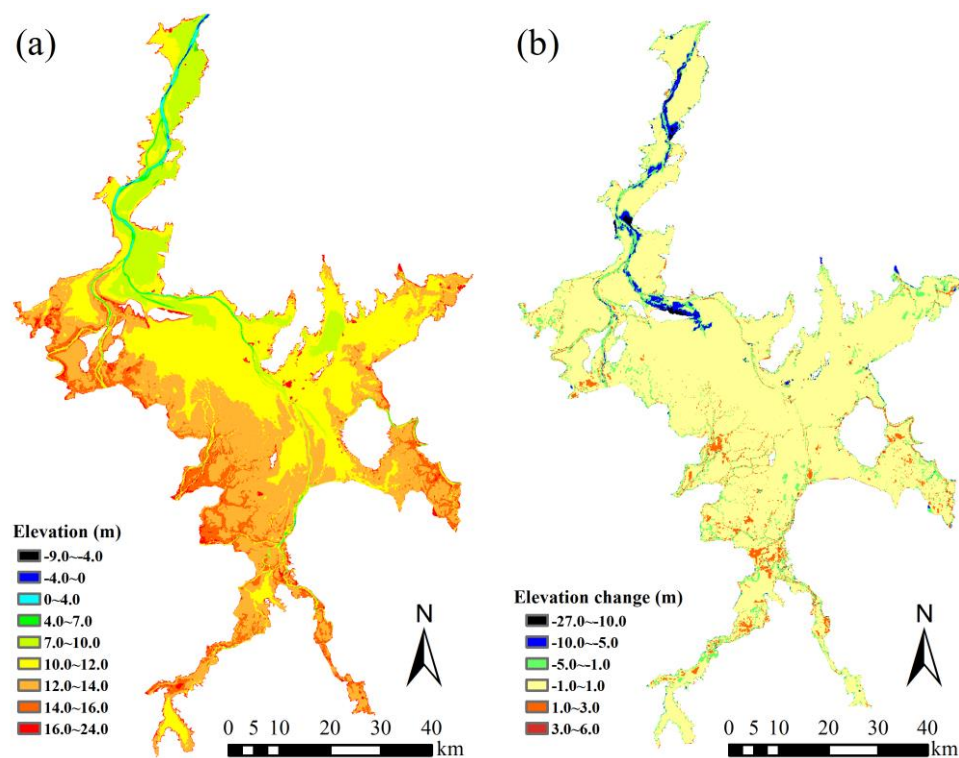 (a)
Elevation (m)
-9.0~-4.0
-4.0~0
0~4.0
4.0~7.0
7.0~10.0
10.0~12.0
12.0~14.0
14.0~16.0
16.0~24.0
N
0 5 10 20 30 40
km
(b)
Elevation change (m)
-27.0~-10.0
-10.0~-5.0
-5.0~-1.0
-1.0~1.0
1.0~3.0
3.0~6.0
N
0 5 10 20 30 40
km